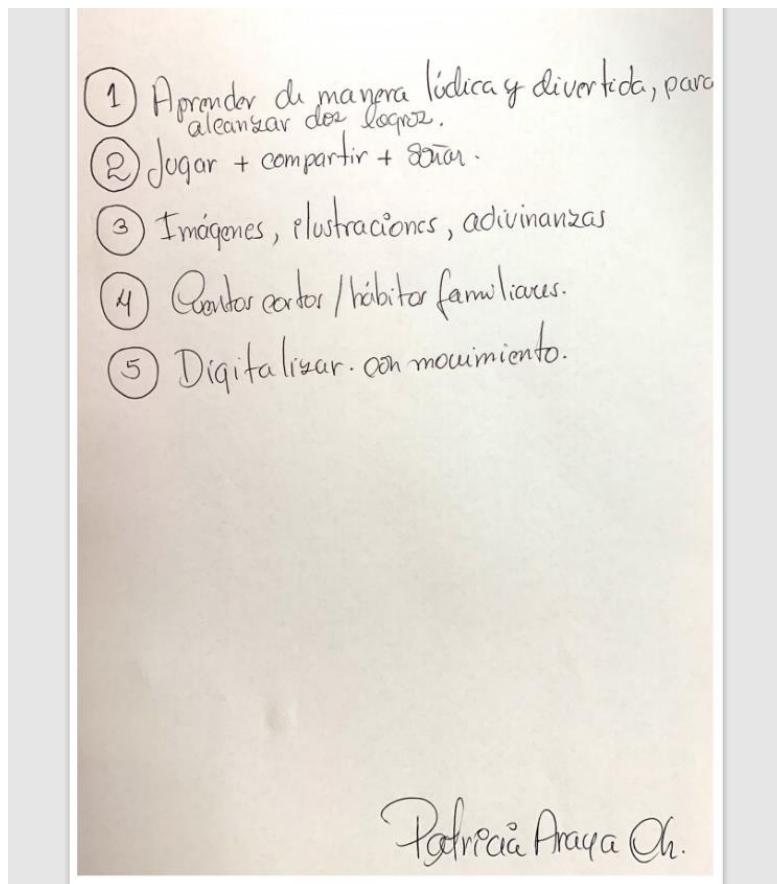 ① Aprender de manera lúdica y divertida, para
alcanzar dos logros.
② Jugar + compartir + soñar.
③ Imágenes, ilustraciones, adivinanzas
④ Cuentos cortos / hábitos familiares.
⑤ Digitalizar. con movimiento.
Patricia Araya Ch.